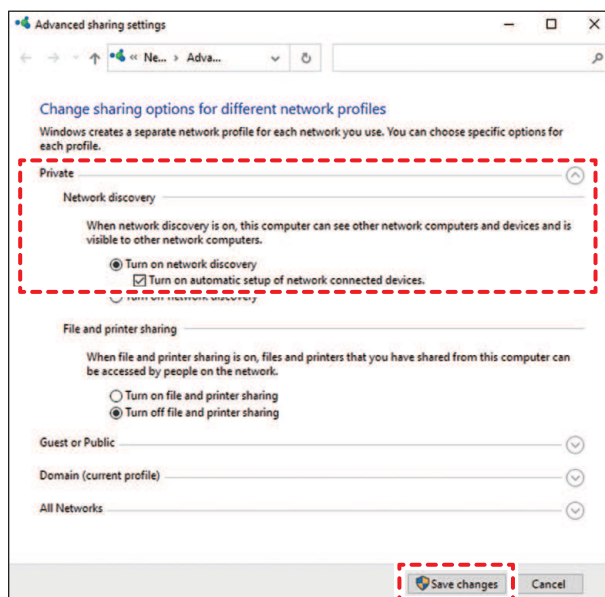 Advanced sharing settings
« Ne... › Adva...
Change sharing options for different network profiles
Windows creates a separate network profile for each network you use. You can choose specific options for
each profile.
Private
Network discovery
When network discovery is on, this computer can see other network computers and devices and is
visible to other network computers.
Turn on network discovery
Turn on automatic setup of network connected devices.
Turn off network discovery
File and printer sharing
When file and printer sharing is on, files and printers that you have shared from this computer can
be accessed by people on the network.
Turn on file and printer sharing
Turn off file and printer sharing
Guest or Public
Domain (current profile)
All Networks
Save changes
Cancel